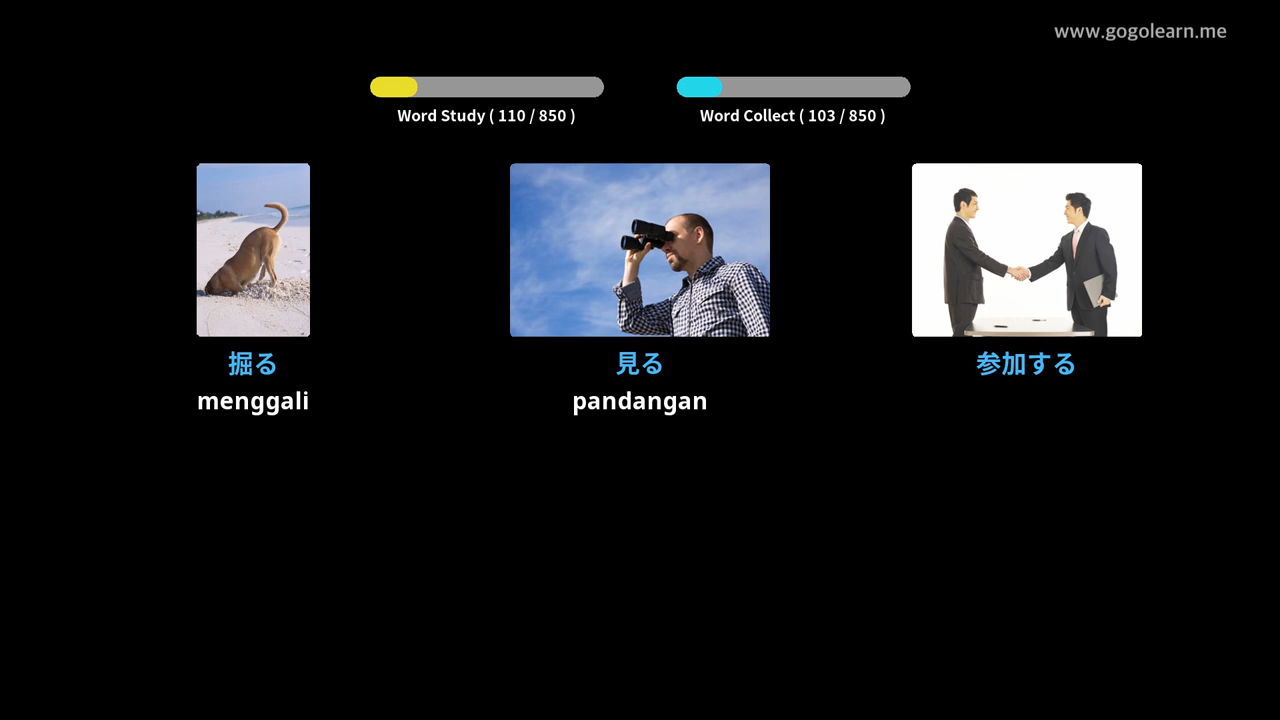 www.gogolearn.me
Word Study ( 110 / 850 )
Word Collect ( 103 / 850 )
掘る
見る
参加する
menggali
pandangan